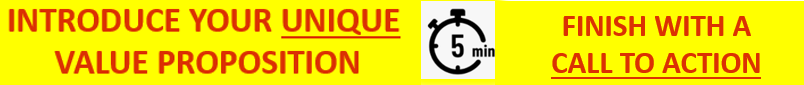 INTRODUCE YOUR UNIQUE
VALUE PROPOSITION
5 min
FINISH WITH A
CALL TO ACTION